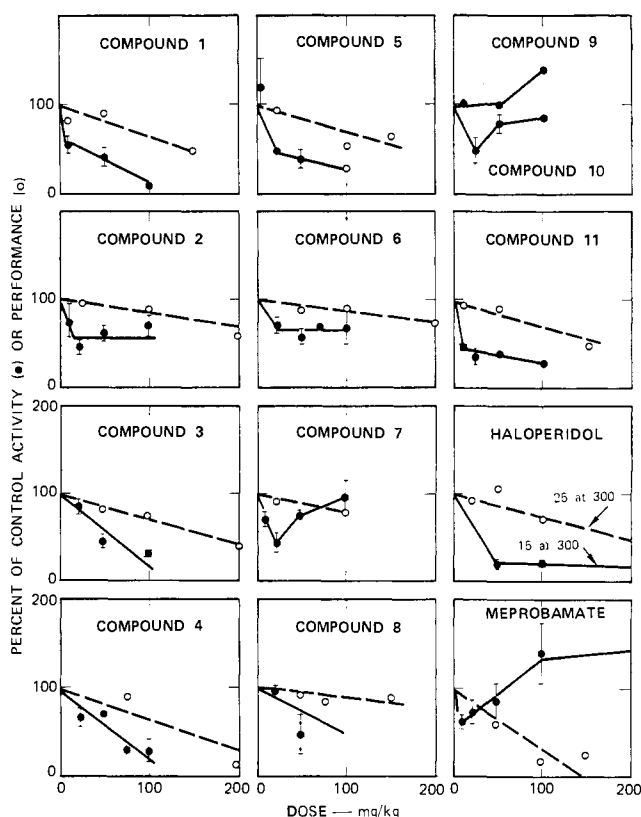 COMPOUND 1
COMPOUND 5
COMPOUND 9
100
0
COMPOUND 10
COMPOUND 2
COMPOUND 6
COMPOUND 11
100
0
200
COMPOUND 3
COMPOUND 7
HALOPERIDOL
100
25 at 300
15 at 300
0
200
COMPOUND 4
COMPOUND 8
MEPROBAMATE
100
0
0 100 0 100 0 100 200
PERCENT OF CONTROL ACTIVITY (●) OR PERFORMANCE (o)
DOSE — mg/kg